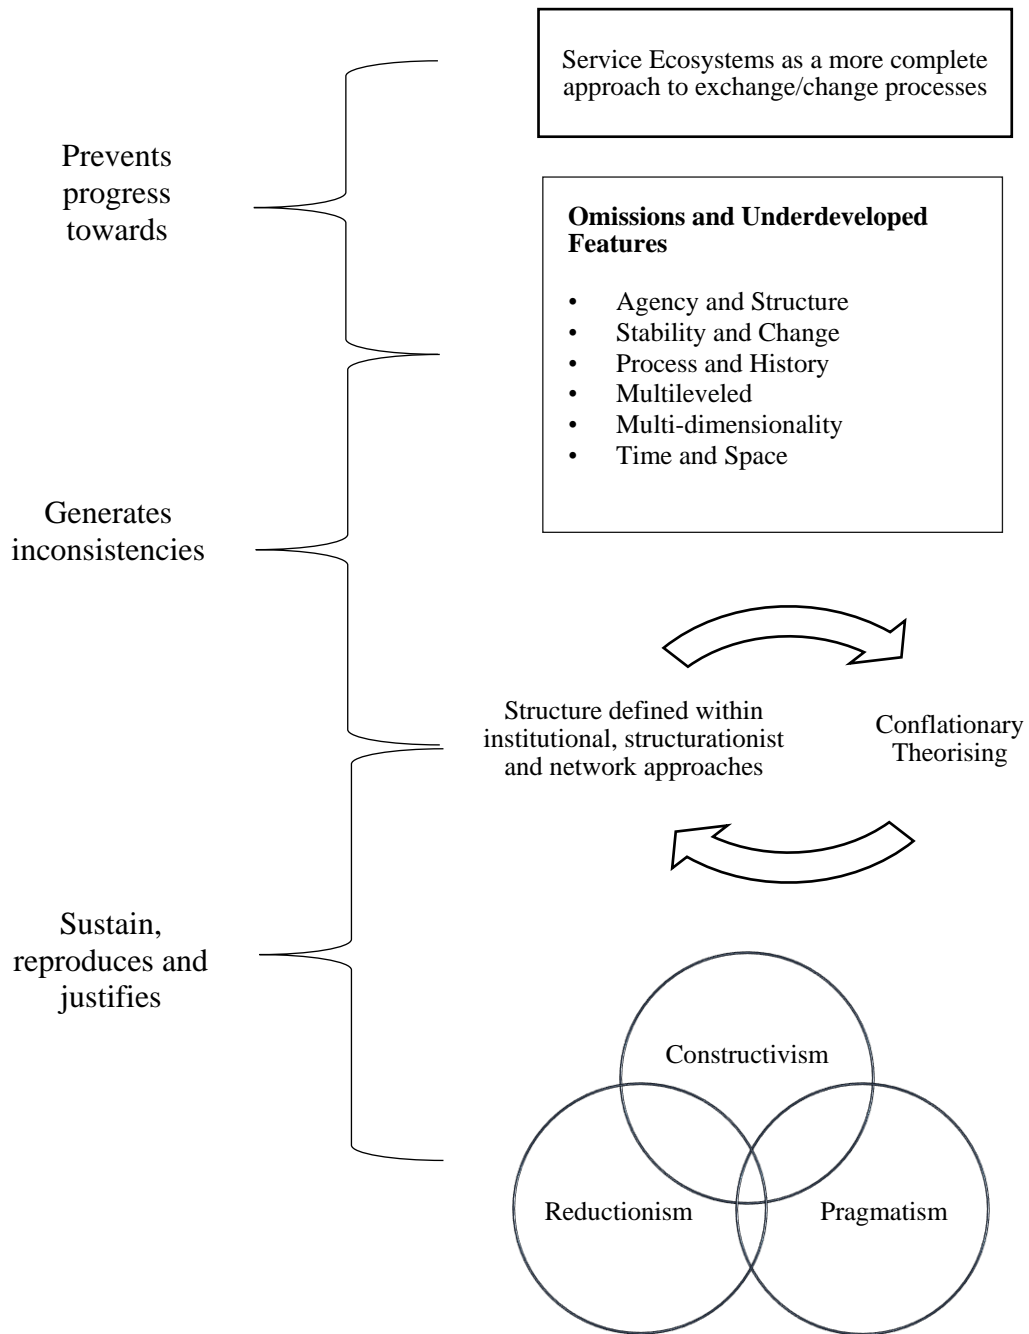 Service Ecosystems as a more complete
approach to exchange/change processes
Prevents
progress
towards
Omissions and Underdeveloped
Features
• Agency and Structure
• Stability and Change
• Process and History
• Multileveled
• Multi-dimensionality
• Time and Space
Generates
inconsistencies
Structure defined within
institutional, structurationist
and network approaches
Conflationary
Theorising
Sustain,
reproduces and
justifies
Constructivism
Reductionism
Pragmatism